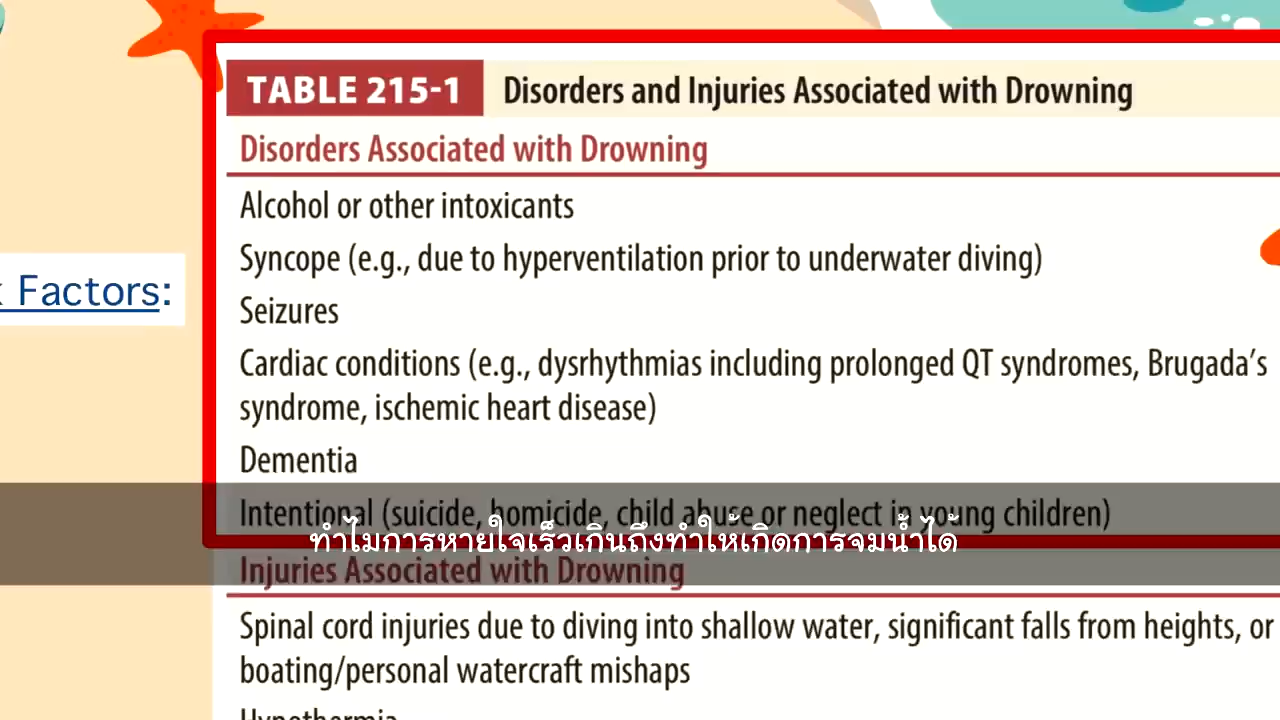 TABLE 215-1 Disorders and Injuries Associated with Drowning
Disorders Associated with Drowning
Alcohol or other intoxicants
Syncope (e.g., due to hyperventilation prior to underwater diving)
Factors:
Seizures
Cardiac conditions (e.g., dysrhythmias including prolonged QT syndromes, Brugada's
syndrome, ischemic heart disease)
Dementia
Intentional (suicide, homicide, child abuse or neglect in young children)
ทำไมการหายใจเร็วเกินถึงทำให้เกิดการจมน้ำได้
Injuries Associated with Drowning
Spinal cord injuries due to diving into shallow water, significant falls from heights, or
boating/personal watercraft mishaps
Hypothermia